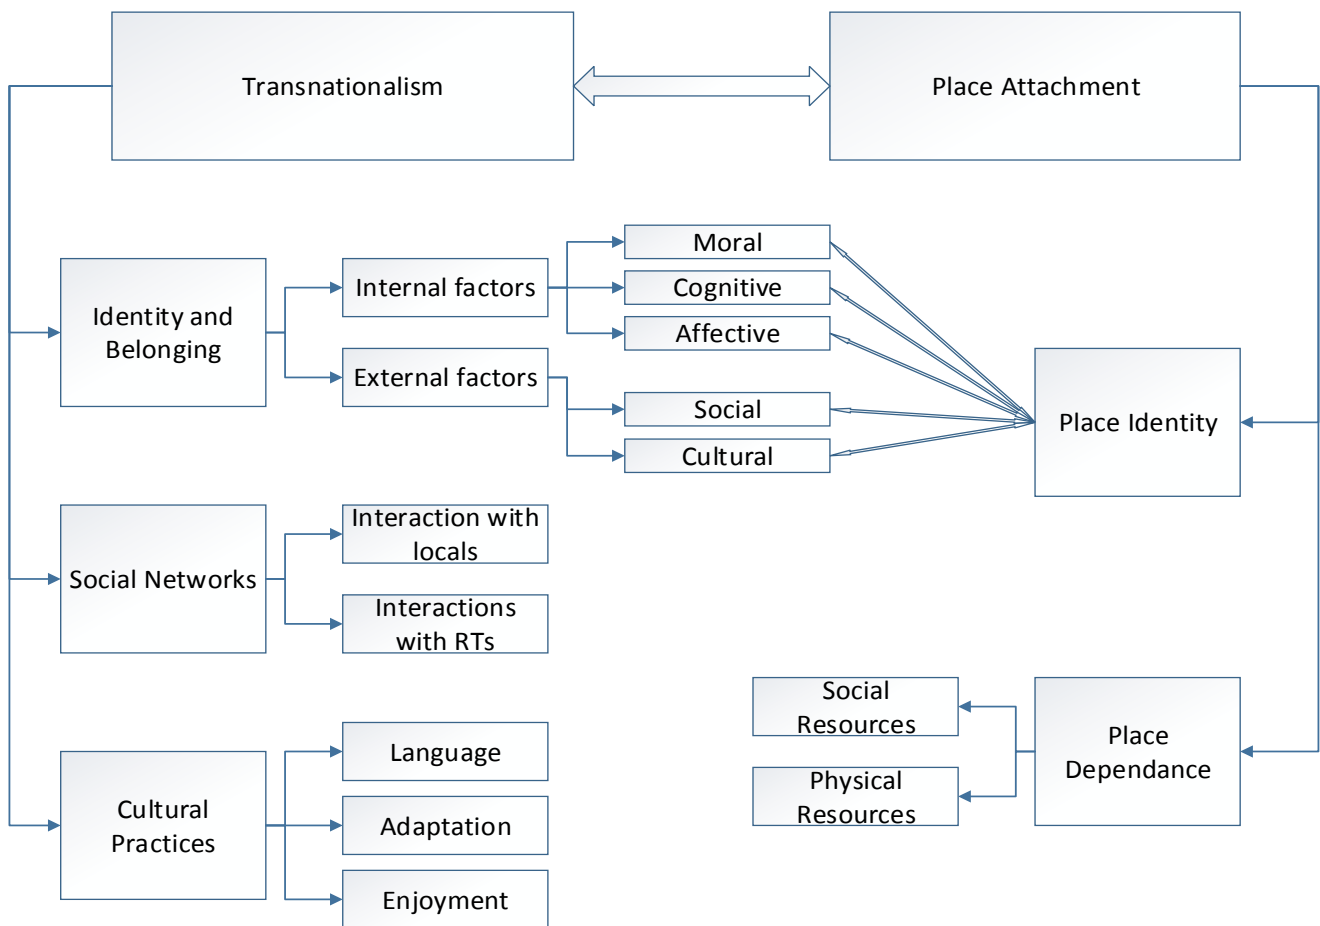 Transnationalism
Place Attachment
Moral
Internal factors
Cognitive
Identity and
Belonging
Affective
External factors
Social
Place Identity
Cultural
Interaction with
locals
Social Networks
Interactions
with RTs
Social
Resources
Place
Dependance
Physical
Resources
Language
Cultural
Practices
Adaptation
Enjoyment